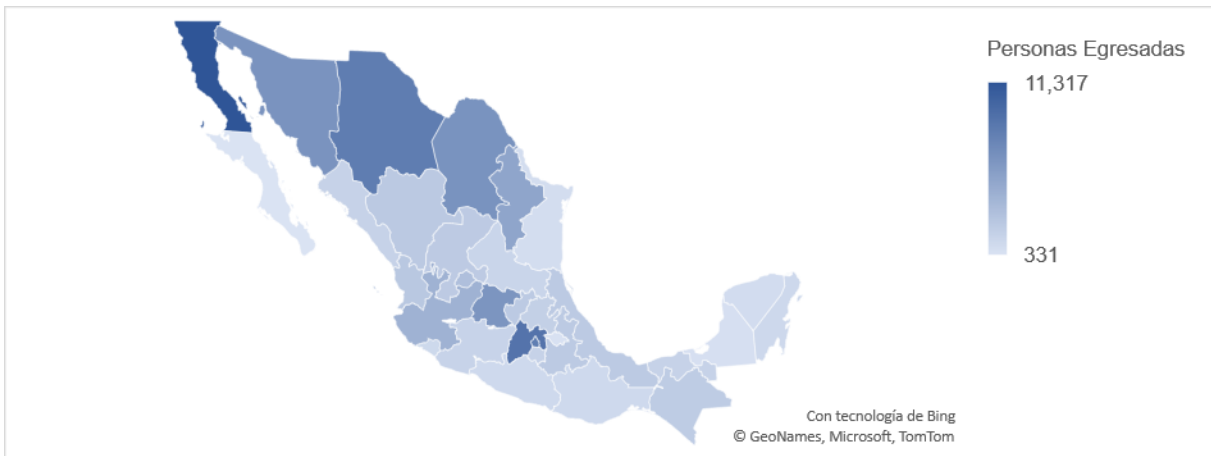 Personas Egresadas
11,317
331
Con tecnología de Bing
© GeoNames, Microsoft, TomTom